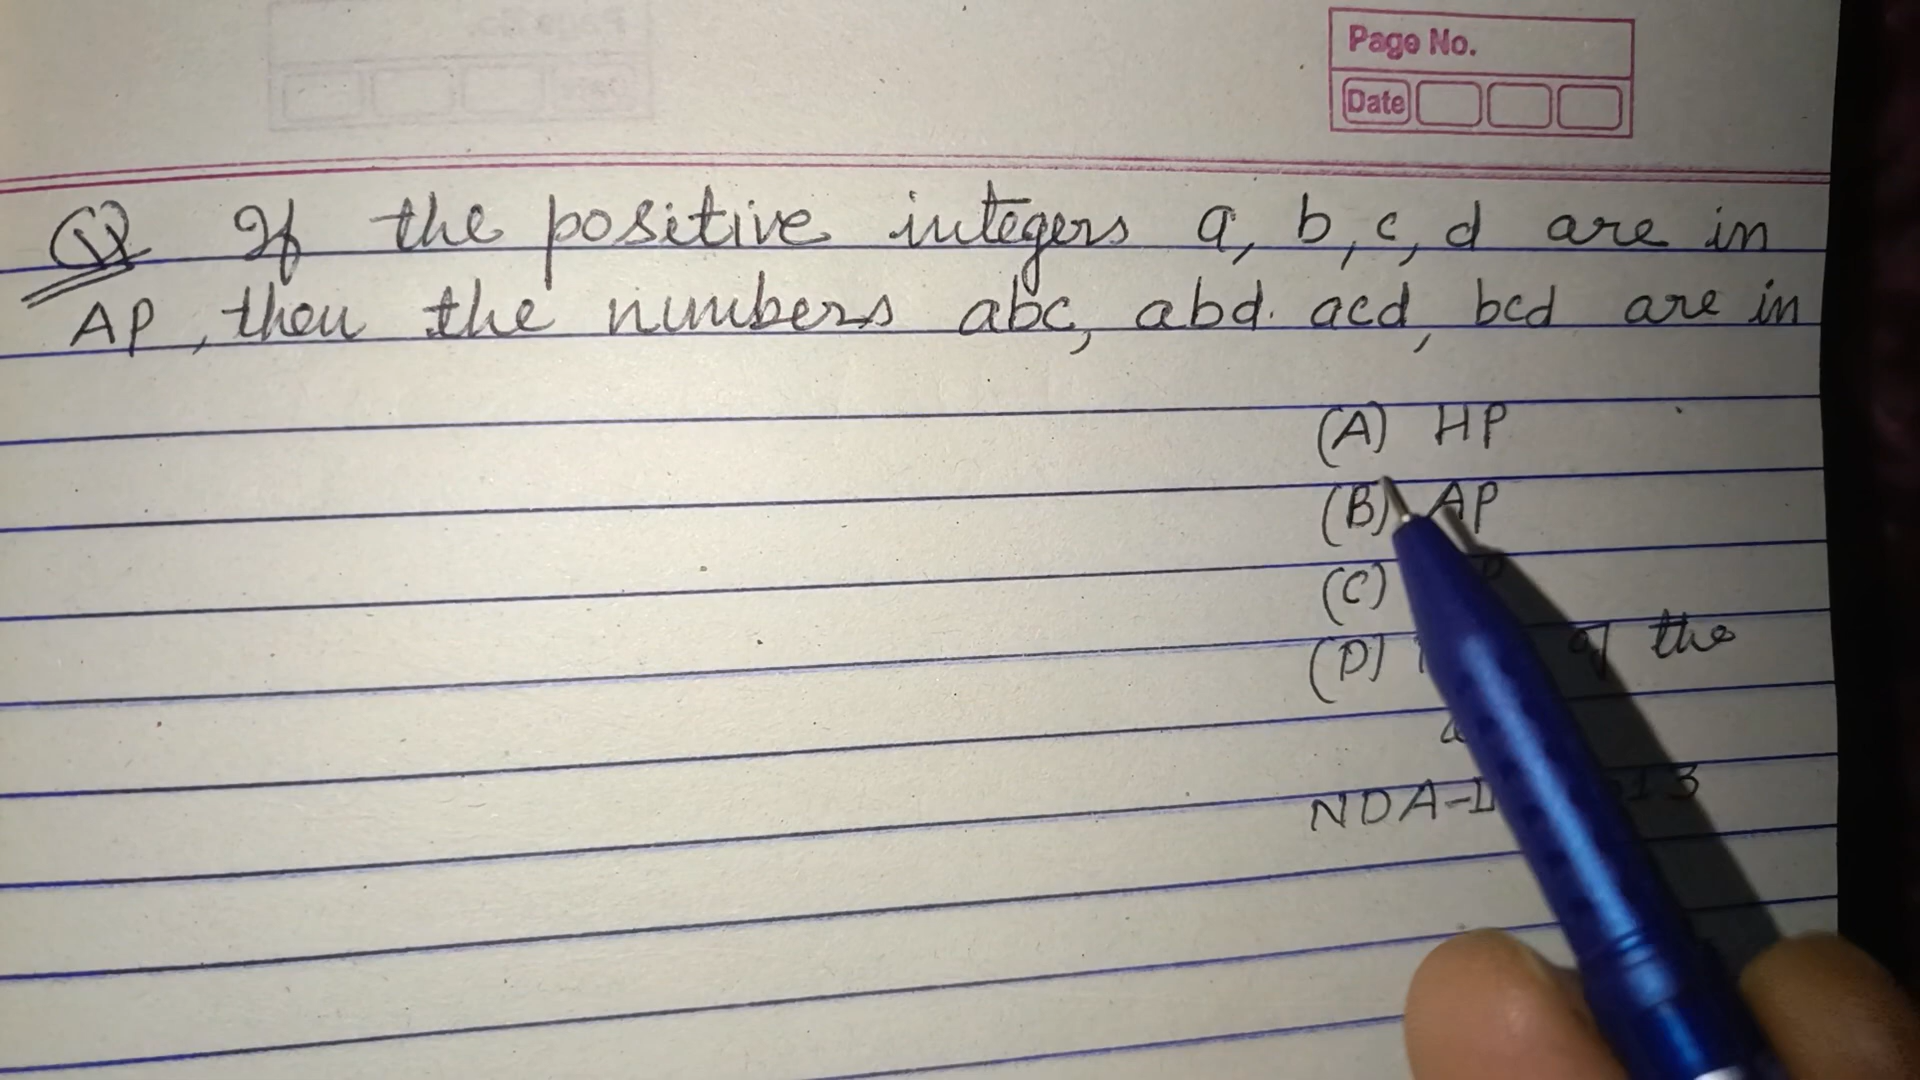 Page No.
Date
Q If the positive integers a, b, c, d are in
AP, then the numbers abc, abd. acd, bcd are in
(A) HP
(B) AP
(C)
(D) of the
NDA-I